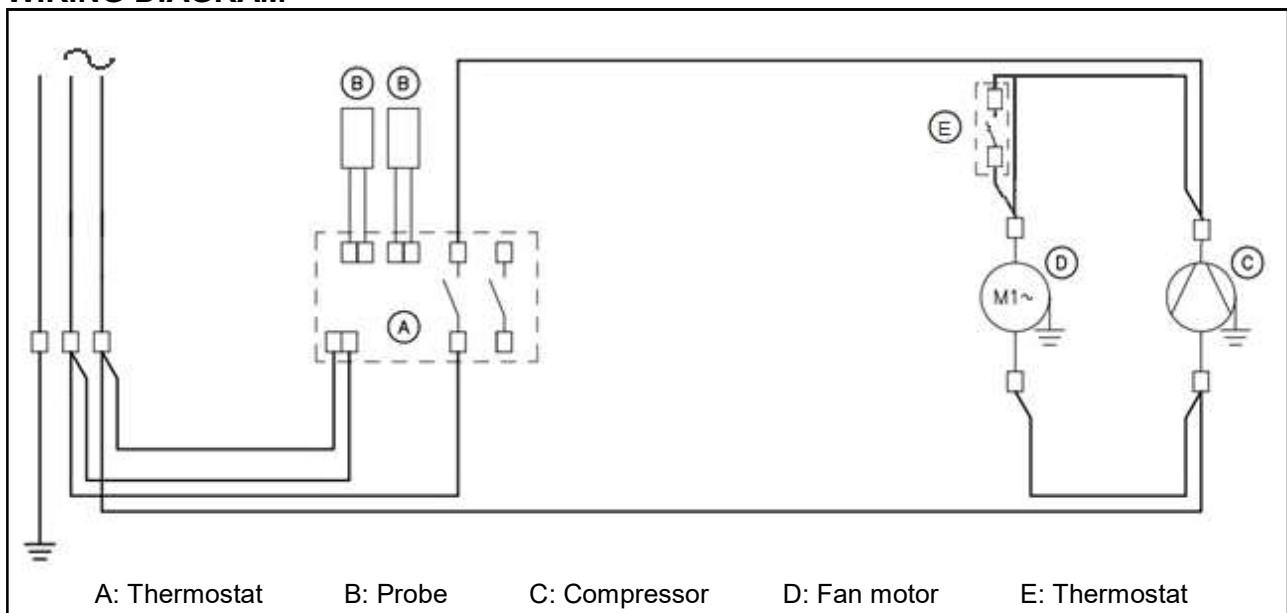 WIRING DIAGRAM
B B
E
D
C
M1~
A
A: Thermostat B: Probe C: Compressor D: Fan motor E: Thermostat